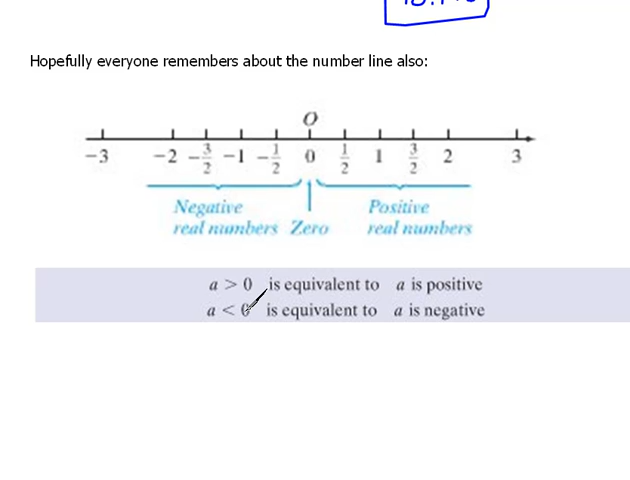 Hopefully everyone remembers about the number line also:
O
−3 −2 −3/2 −1 −1/2 0 1/2 1 3/2 2 3
Negative real numbers
Zero
Positive real numbers
a > 0 is equivalent to a is positive
a < 0 is equivalent to a is negative